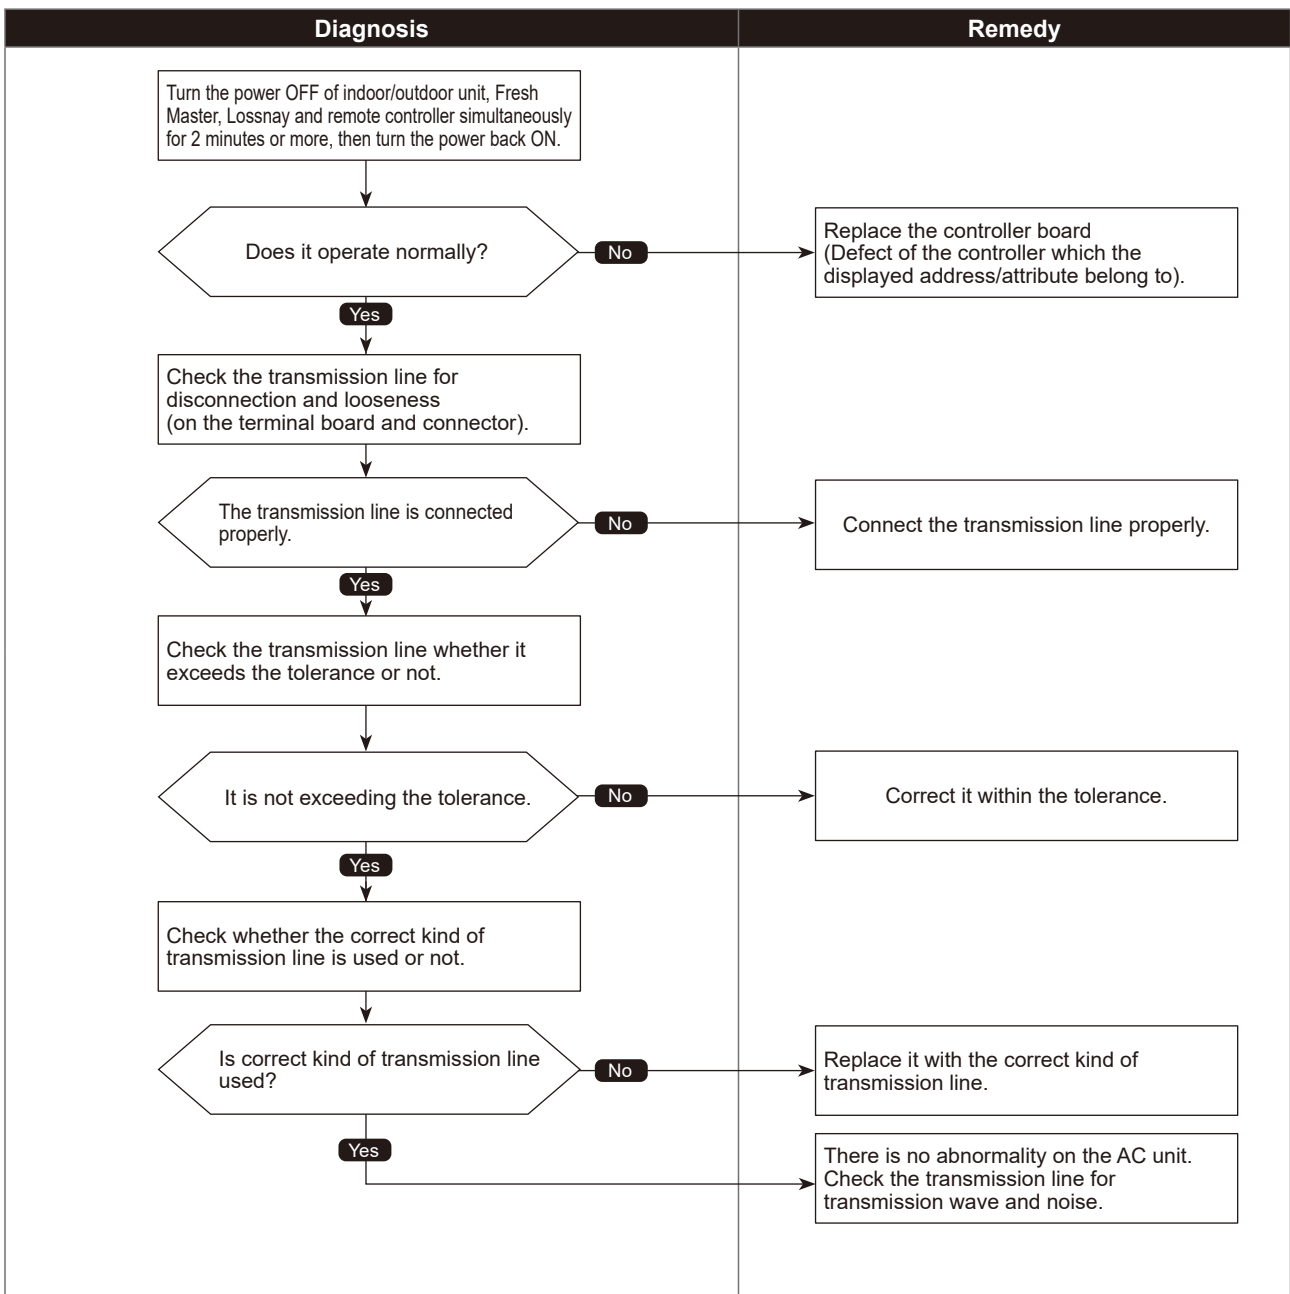 Diagnosis
Remedy
Turn the power OFF of indoor/outdoor unit, Fresh
Master, Lossnay and remote controller simultaneously
for 2 minutes or more, then turn the power back ON.
Does it operate normally?
No
Replace the controller board
(Defect of the controller which the
displayed address/attribute belong to).
Yes
Check the transmission line for
disconnection and looseness
(on the terminal board and connector).
The transmission line is connected
properly.
No
Connect the transmission line properly.
Yes
Check the transmission line whether it
exceeds the tolerance or not.
It is not exceeding the tolerance.
No
Correct it within the tolerance.
Yes
Check whether the correct kind of
transmission line is used or not.
Is correct kind of transmission line
used?
No
Replace it with the correct kind of
transmission line.
Yes
There is no abnormality on the AC unit.
Check the transmission line for
transmission wave and noise.